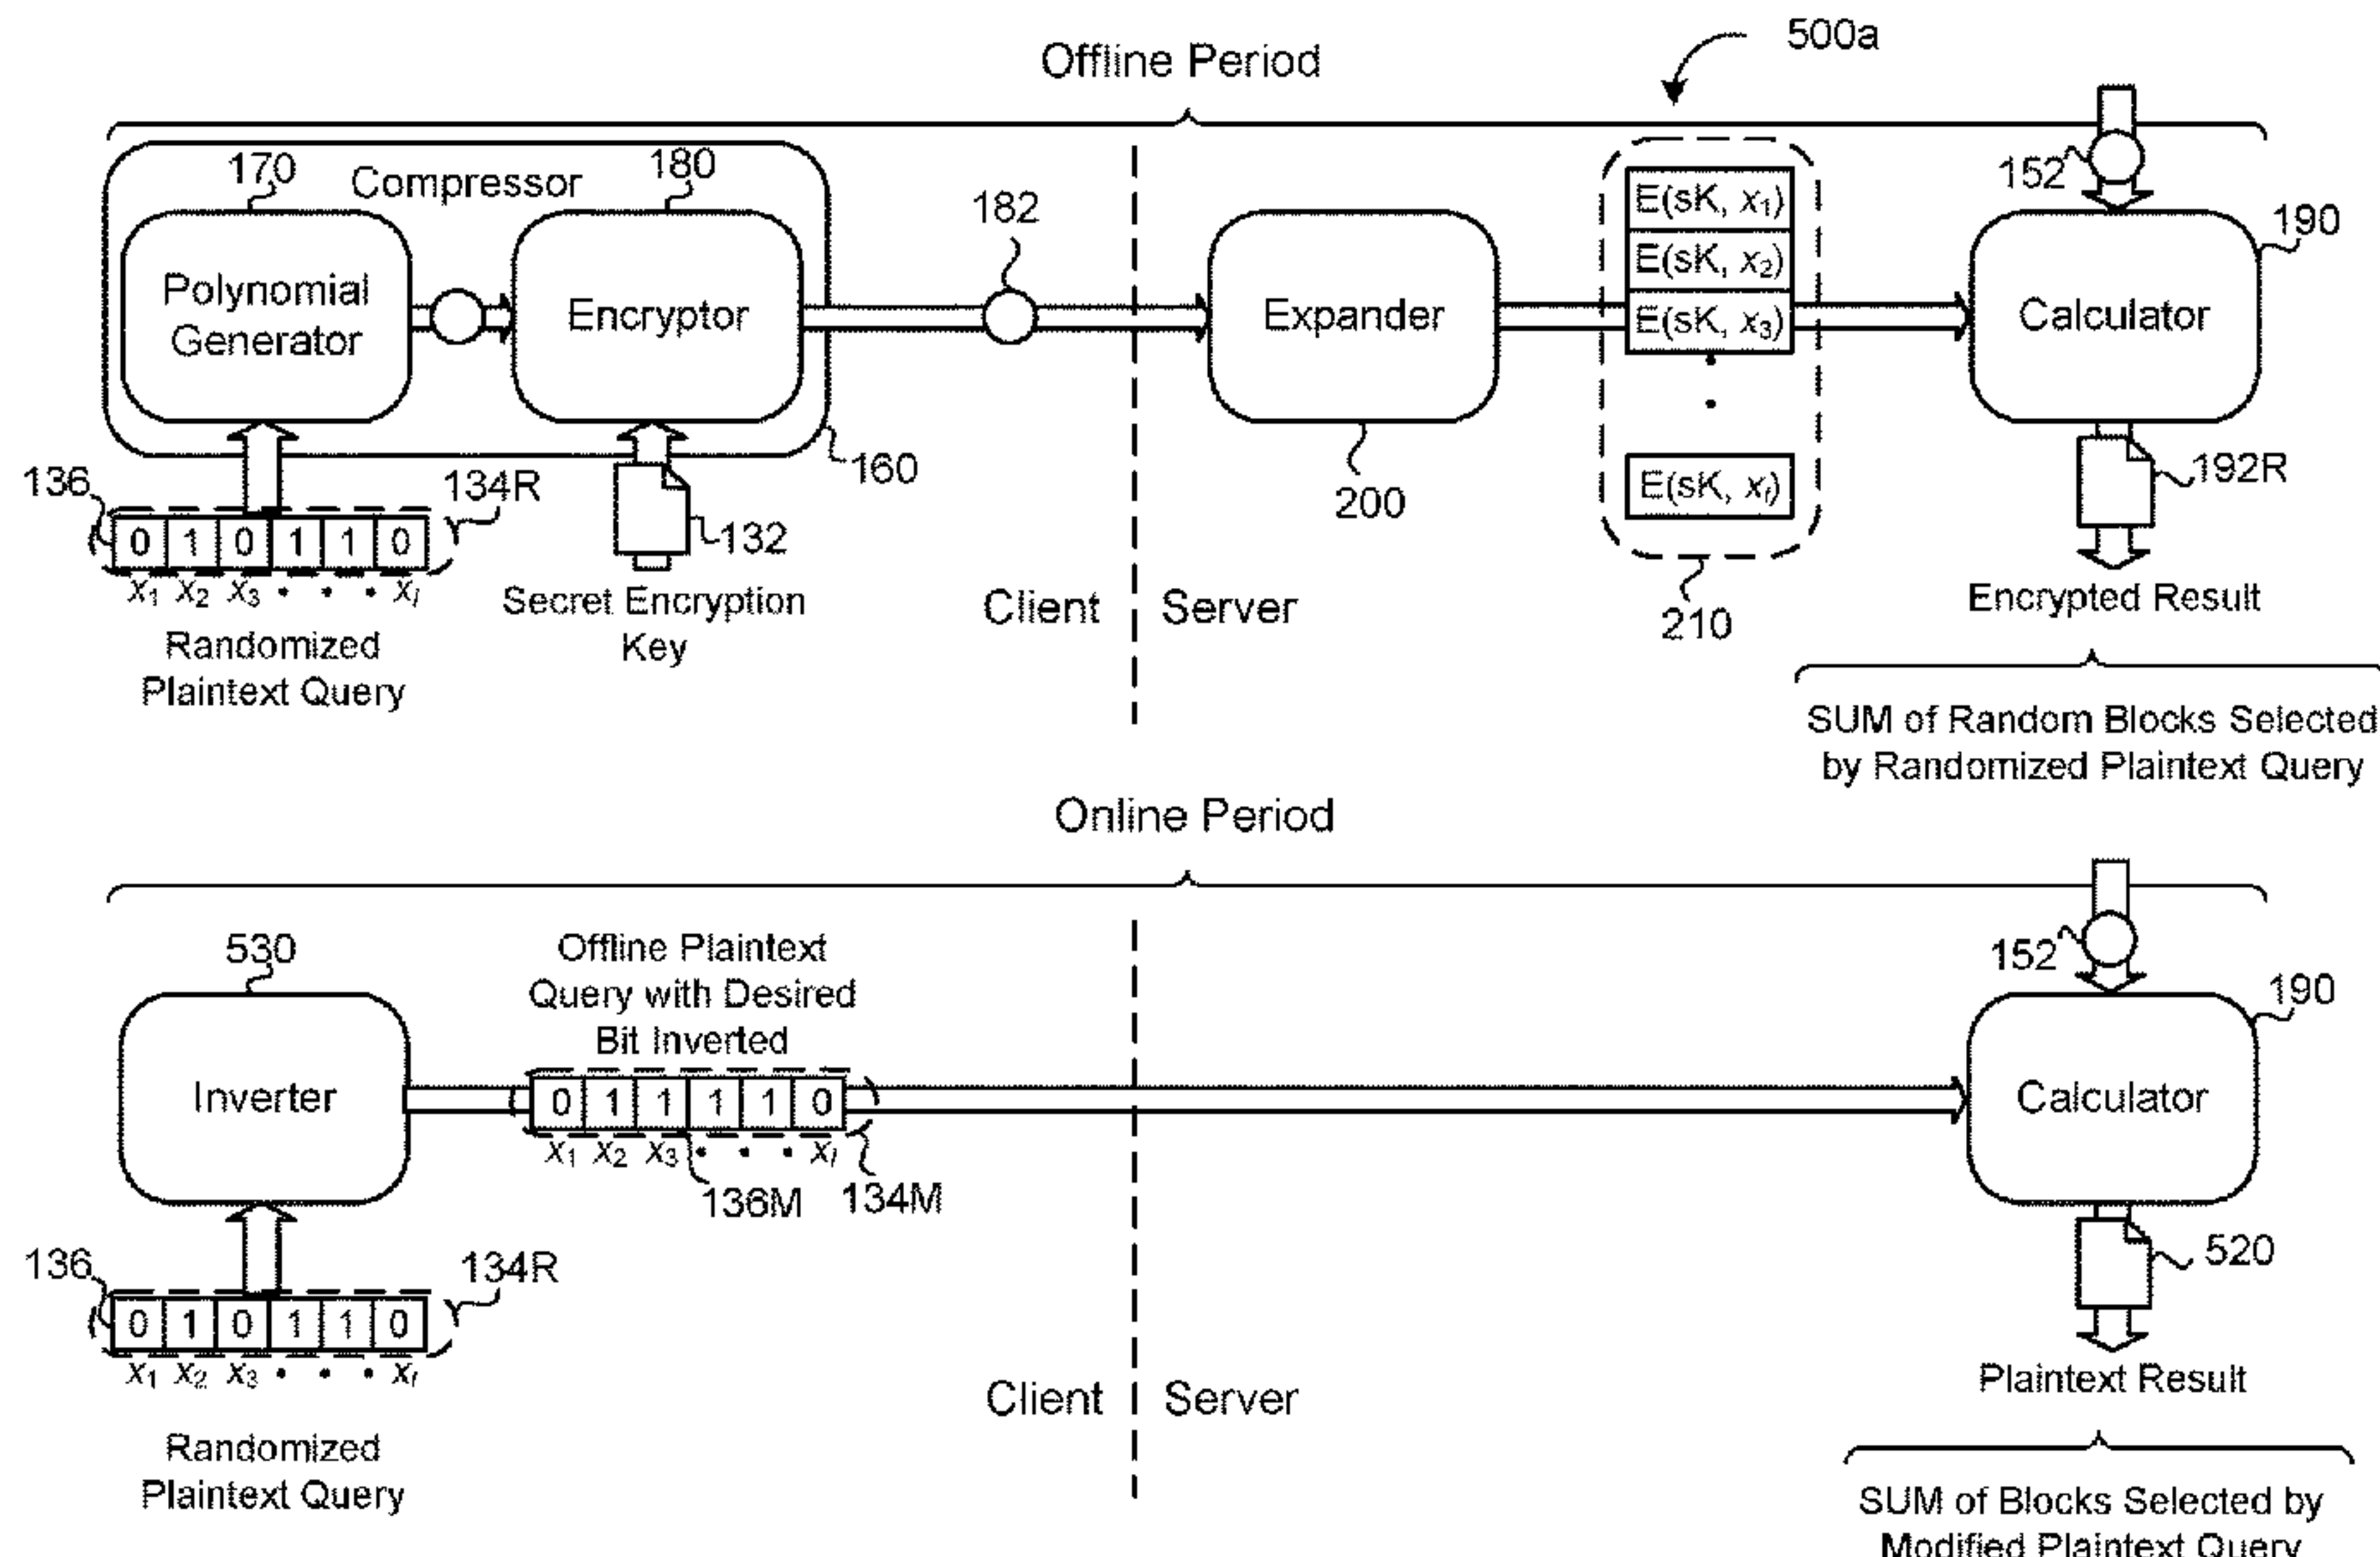 Offline Period
500a
170
Compressor
180
182
152
190
Polynomial
Generator
Encryptor
Expander
E(sK, x1)
E(sK, x2)
E(sK, x3)
E(sK, xl)
Calculator
136
134R
0 1 0 1 1 0
x1 x2 x3 • • • xl
Randomized
Plaintext Query
132
Secret Encryption
Key
160
Client
Server
200
210
192R
Encrypted Result
SUM of Random Blocks Selected
by Randomized Plaintext Query
Online Period
530
Inverter
Offline Plaintext
Query with Desired
Bit Inverted
0 1 1 1 1 0
x1 x2 x3 • • • xl
136M
134M
152
190
Calculator
136
134R
0 1 0 1 1 0
x1 x2 x3 • • • xl
Randomized
Plaintext Query
Client
Server
520
Plaintext Result
SUM of Blocks Selected by
Modified Plaintext Query